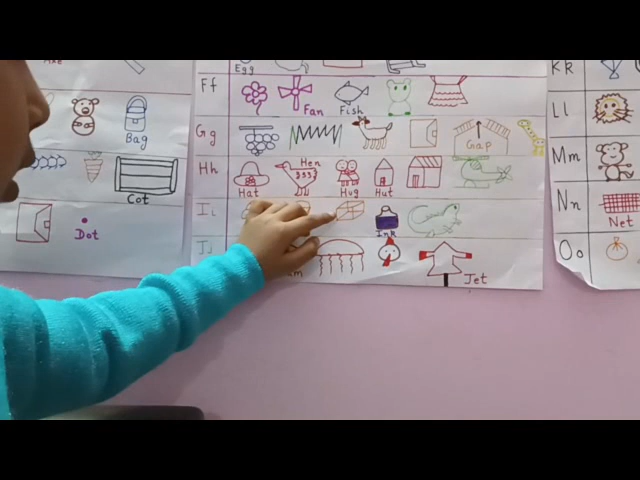 Axe
Bag
Cot
Dot
Egg
Ff
Fan
Fish
Gg
Gap
Hh
Hen
Hat
Hug
Hut
Ii
Ink
Jj
Jet
Kk
Ll
Mm
Nn
Net
Oo